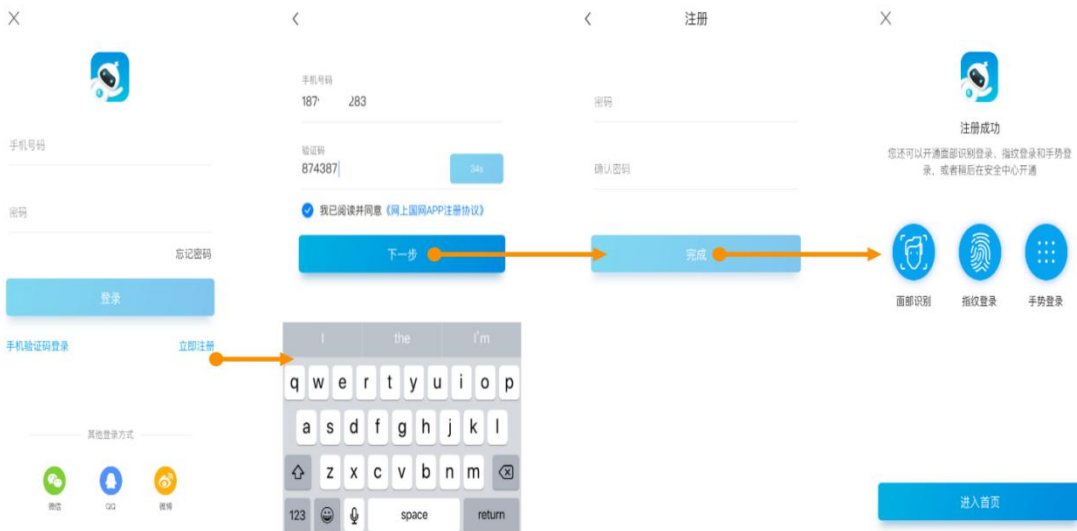 手机号码
密码
忘记密码
登录
手机验证码登录
立即注册
其他登录方式
微信
QQ
微博
手机号码
187 283
验证码
874387
34s
我已阅读并同意《网上国网APP注册协议》
下一步
I the I'm
q w e r t y u i o p
a s d f g h j k l
z x c v b n m
123 space return
注册
密码
确认密码
完成
注册成功
您还可以开通面部识别登录、指纹登录和手势登
录，或者稍后在安全中心开通
面部识别
指纹登录
手势登录
进入首页